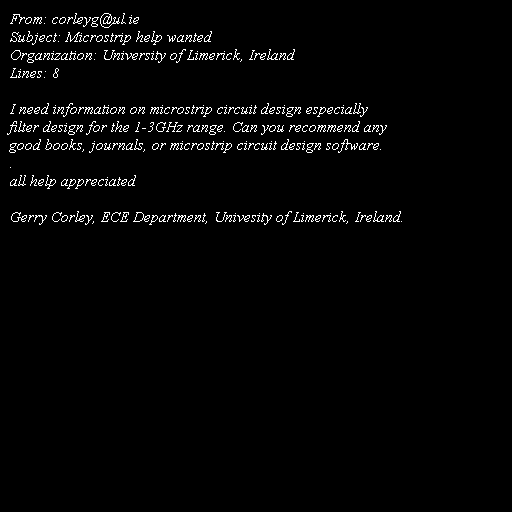 From: corleyg@ul.ie
Subject: Microstrip help wanted
Organization: University of Limerick, Ireland
Lines: 8
I need information on microstrip circuit design especially
filter design for the 1-3GHz range. Can you recommend any
good books, journals, or microstrip circuit design software.
.
all help appreciated
Gerry Corley, ECE Department, Univesity of Limerick, Ireland.